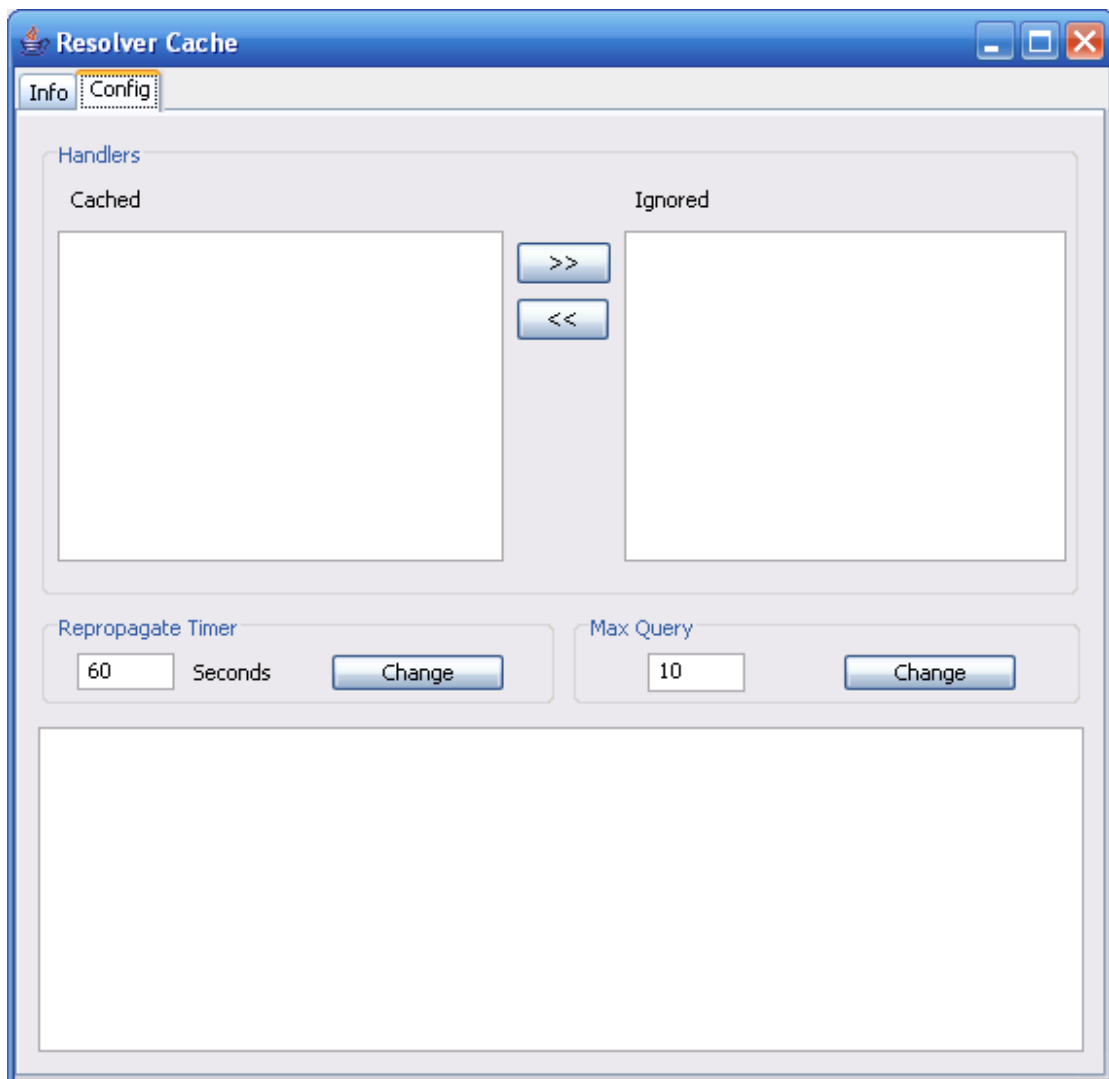 Resolver Cache
Info Config
Handlers
Cached Ignored
>>
<<
Repropagate Timer Max Query
60 Seconds Change 10 Change